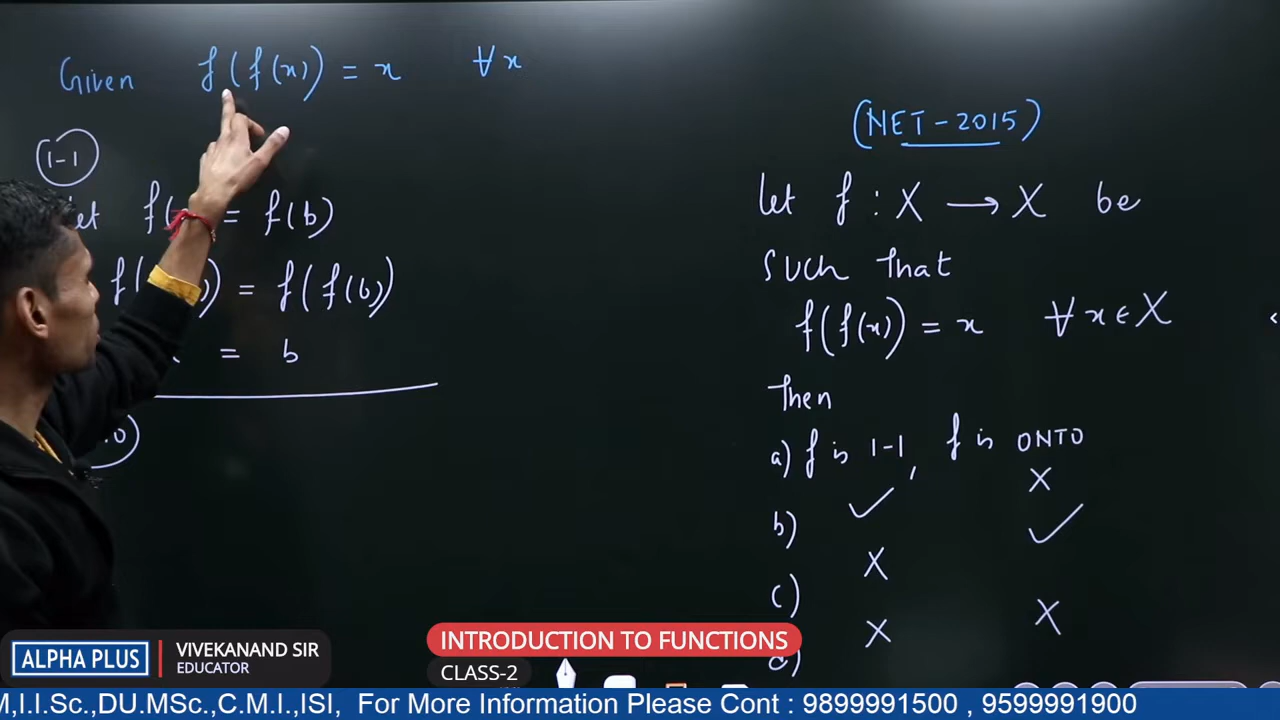 Given f(f(x)) = x ∀ x
1-1
f( = f(b)
f( ) = f(f(b))
= b
(NET-2015)
let f : X → X be
Such that
f(f(x)) = x ∀ x ∈ X
Then
a) f is 1-1, f is ONTO
✓ X
b) ✓
X
c) X
X
d)
INTRODUCTION TO FUNCTIONS
CLASS-2
ALPHA PLUS
VIVEKANAND SIR
EDUCATOR
M,I.I.Sc.,DU.MSc.,C.M.I.,ISI, For More Information Please Cont : 9899991500 , 9599991900